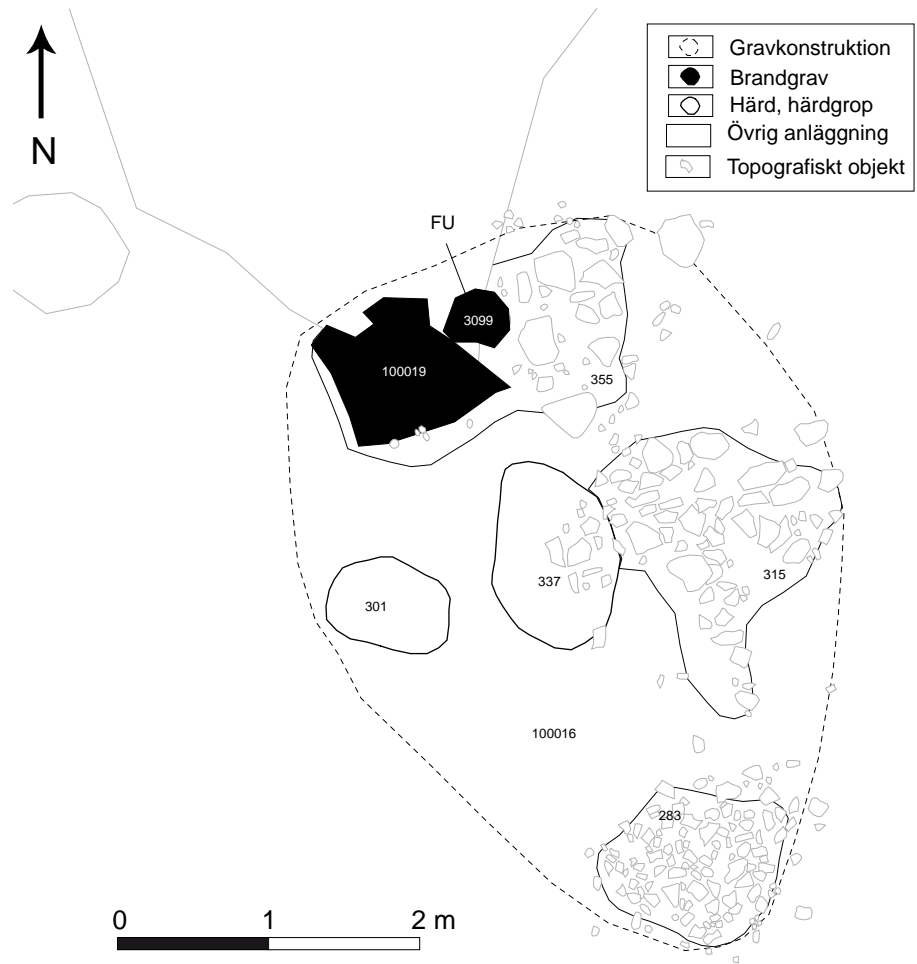 N
Gravkonstruktion
Brandgrav
Härd, härdgrop
Övrig anläggning
Topografiskt objekt
FU
3099
100019
355
315
337
301
100016
283
0 1 2 m